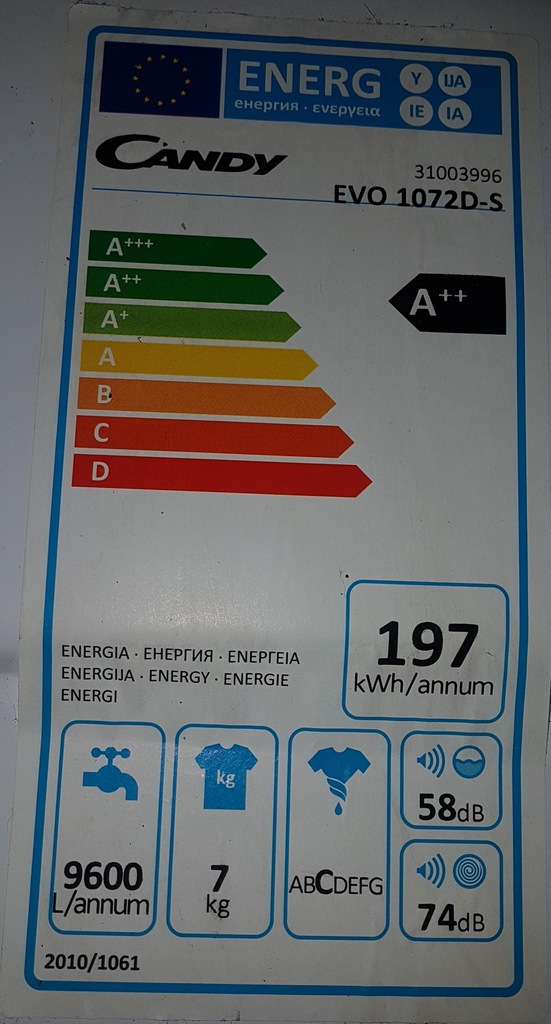 ENERG Y IJA
енергия · ενεργεια IE IA
CANDY
31003996
EVO 1072D-S
A+++
A++
A++
A+
A
B
C
D
197
kWh/annum
ENERGIA · ЕНЕРГИЯ · ΕΝΕΡΓΕΙΑ
ENERGIJA · ENERGY · ENERGIE
ENERGI
kg
9600
L/annum
7
kg
ABCDEFG
58dB
74dB
2010/1061